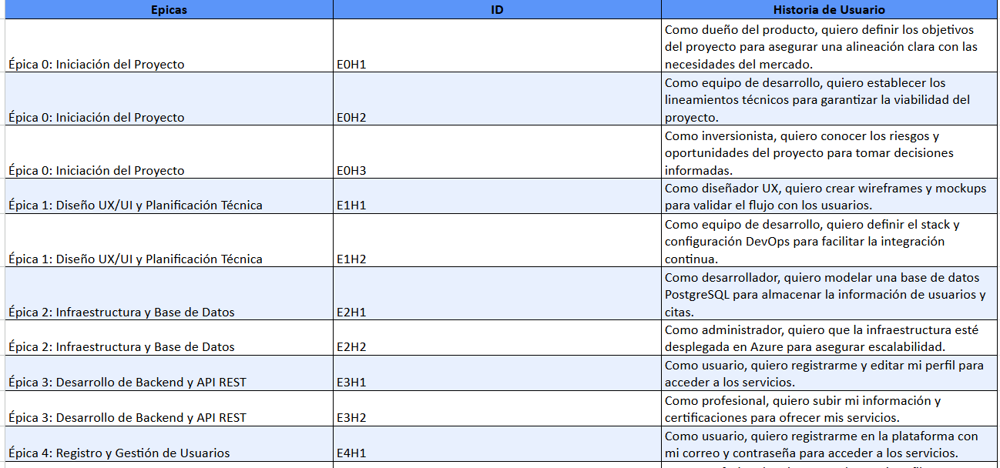 Epicas ID Historia de Usuario
Como dueño del producto, quiero definir los objetivos
del proyecto para asegurar una alineación clara con las
Épica 0: Iniciación del Proyecto E0H1 necesidades del mercado.
Como equipo de desarrollo, quiero establecer los
lineamientos técnicos para garantizar la viabilidad del
Épica 0: Iniciación del Proyecto E0H2 proyecto.
Como inversionista, quiero conocer los riesgos y
oportunidades del proyecto para tomar decisiones
Épica 0: Iniciación del Proyecto E0H3 informadas.
Como diseñador UX, quiero crear wireframes y mockups
Épica 1: Diseño UX/UI y Planificación Técnica E1H1 para validar el flujo con los usuarios.
Como equipo de desarrollo, quiero definir el stack y
configuración DevOps para facilitar la integración
Épica 1: Diseño UX/UI y Planificación Técnica E1H2 continua.
Como desarrollador, quiero modelar una base de datos
PostgreSQL para almacenar la información de usuarios y
Épica 2: Infraestructura y Base de Datos E2H1 citas.
Como administrador, quiero que la infraestructura esté
Épica 2: Infraestructura y Base de Datos E2H2 desplegada en Azure para asegurar escalabilidad.
Como usuario, quiero registrarme y editar mi perfil para
Épica 3: Desarrollo de Backend y API REST E3H1 acceder a los servicios.
Como profesional, quiero subir mi información y
Épica 3: Desarrollo de Backend y API REST E3H2 certificaciones para ofrecer mis servicios.
Como usuario, quiero registrarme en la plataforma con
Épica 4: Registro y Gestión de Usuarios E4H1 mi correo y contraseña para acceder a los servicios.